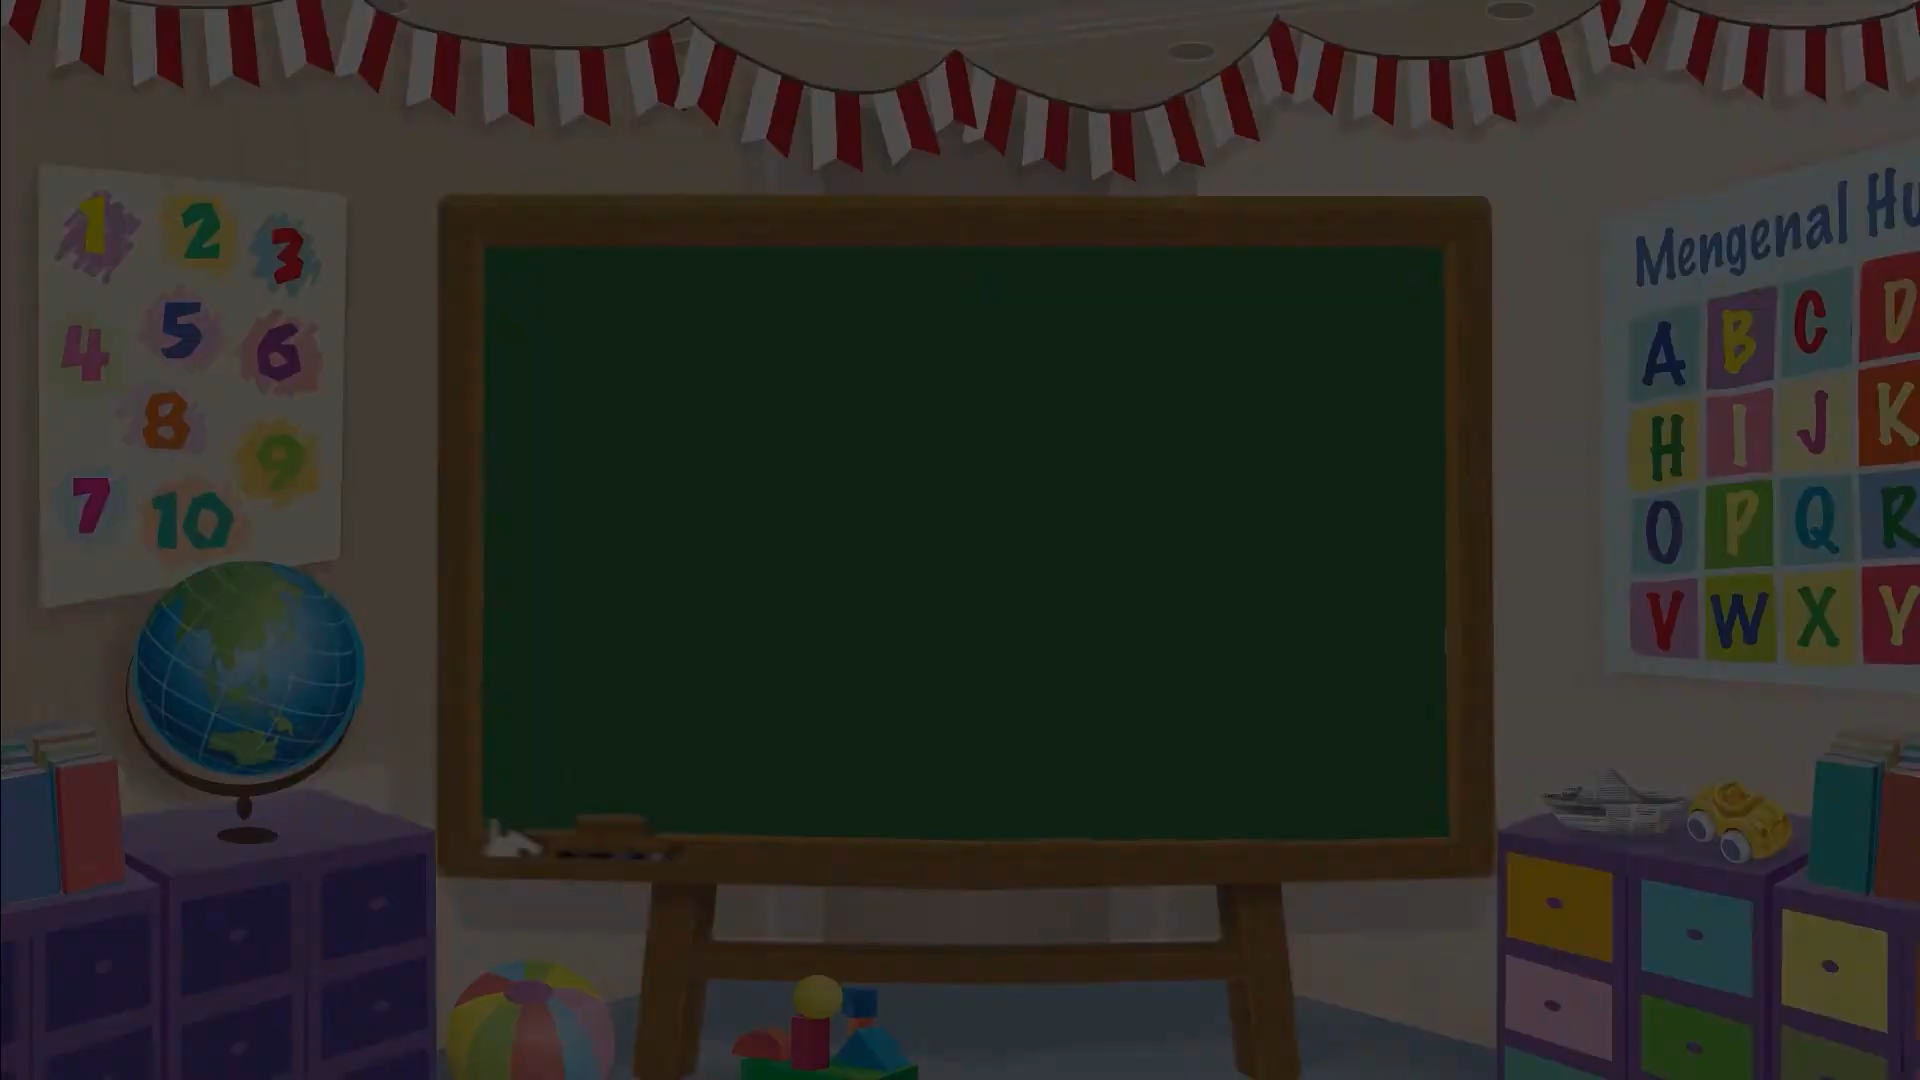 1 2 3
4 5 6
8 9
7 10
Mengenal Hu
A B C D
H I J K
O P Q R
V W X Y